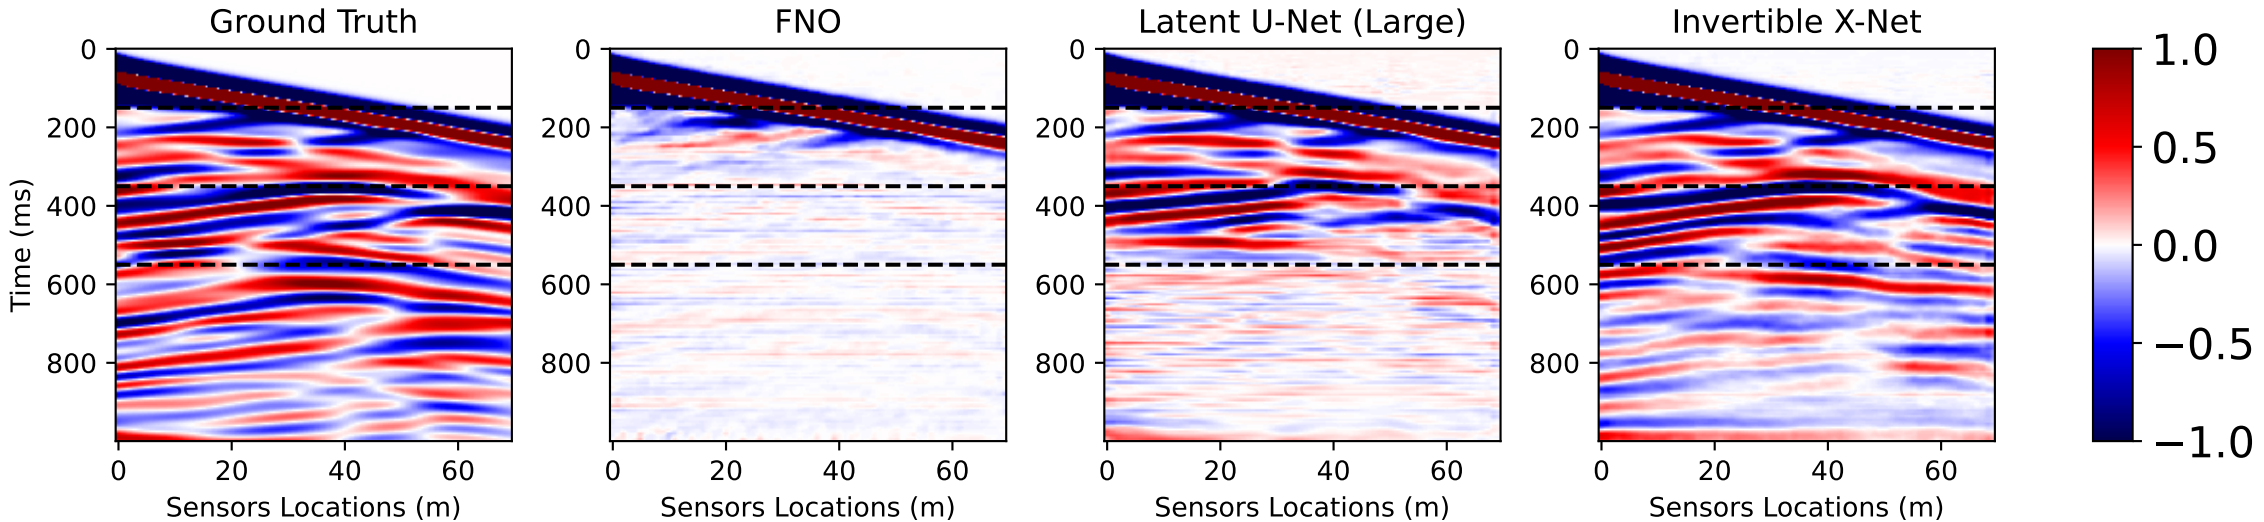 Ground Truth
FNO
Latent U-Net (Large)
Invertible X-Net
0
200
400
600
800
Time (ms)
0 20 40 60
Sensors Locations (m)
0
200
400
600
800
0 20 40 60
Sensors Locations (m)
0
200
400
600
800
0 20 40 60
Sensors Locations (m)
0
200
400
600
800
0 20 40 60
Sensors Locations (m)
1.0
0.5
0.0
−0.5
−1.0